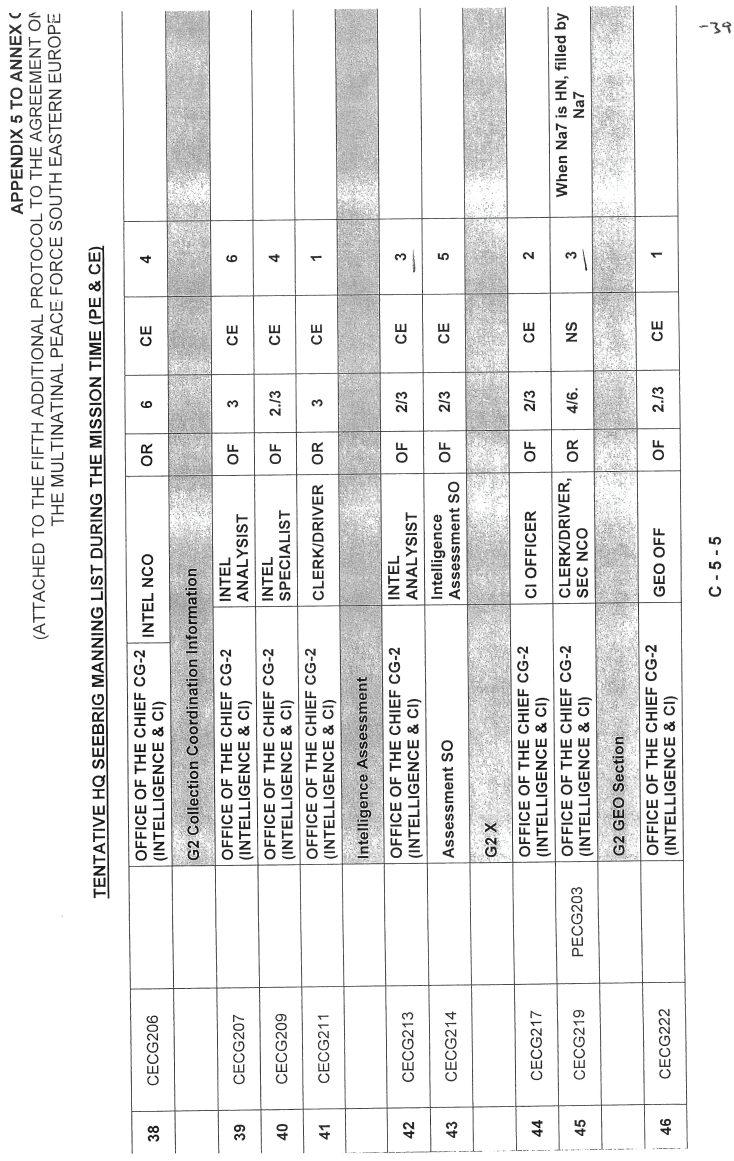 APPENDIX 5 TO ANNEX C
(ATTACHED TO THE FIFTH ADDITIONAL PROTOCOL TO THE AGREEMENT ON
THE MULTINATINAL PEACE FORCE SOUTH EASTERN EUROPE
TENTATIVE HQ SEEBRIG MANNING LIST DURING THE MISSION TIME (PE & CE)
38 CECG206 OFFICE OF THE CHIEF CG-2 (INTELLIGENCE & CI) INTEL NCO OR 6 CE 4
G2 Collection Coordination Information
39 CECG207 OFFICE OF THE CHIEF CG-2 (INTELLIGENCE & CI) INTEL ANALYSIST OF 3 CE 6
40 CECG209 OFFICE OF THE CHIEF CG-2 (INTELLIGENCE & CI) INTEL SPECIALIST OF 2./3 CE 4
41 CECG211 OFFICE OF THE CHIEF CG-2 (INTELLIGENCE & CI) CLERK/DRIVER OR 3 CE 1
Intelligence Assessment
42 CECG213 OFFICE OF THE CHIEF CG-2 (INTELLIGENCE & CI) INTEL ANALYSIST OF 2/3 CE 3
43 CECG214 Assessment SO Intelligence Assessment SO OF 2/3 CE 5
G2 X
44 CECG217 OFFICE OF THE CHIEF CG-2 (INTELLIGENCE & CI) CI OFFICER OF 2/3 CE 2
45 CECG219 PECG203 OFFICE OF THE CHIEF CG-2 (INTELLIGENCE & CI) CLERK/DRIVER, SEC NCO OR 4/6. NS 3 When Na7 is HN, filled by Na7
G2 GEO Section
46 CECG222 OFFICE OF THE CHIEF CG-2 (INTELLIGENCE & CI) GEO OFF OF 2./3 CE 1
C - 5 - 5